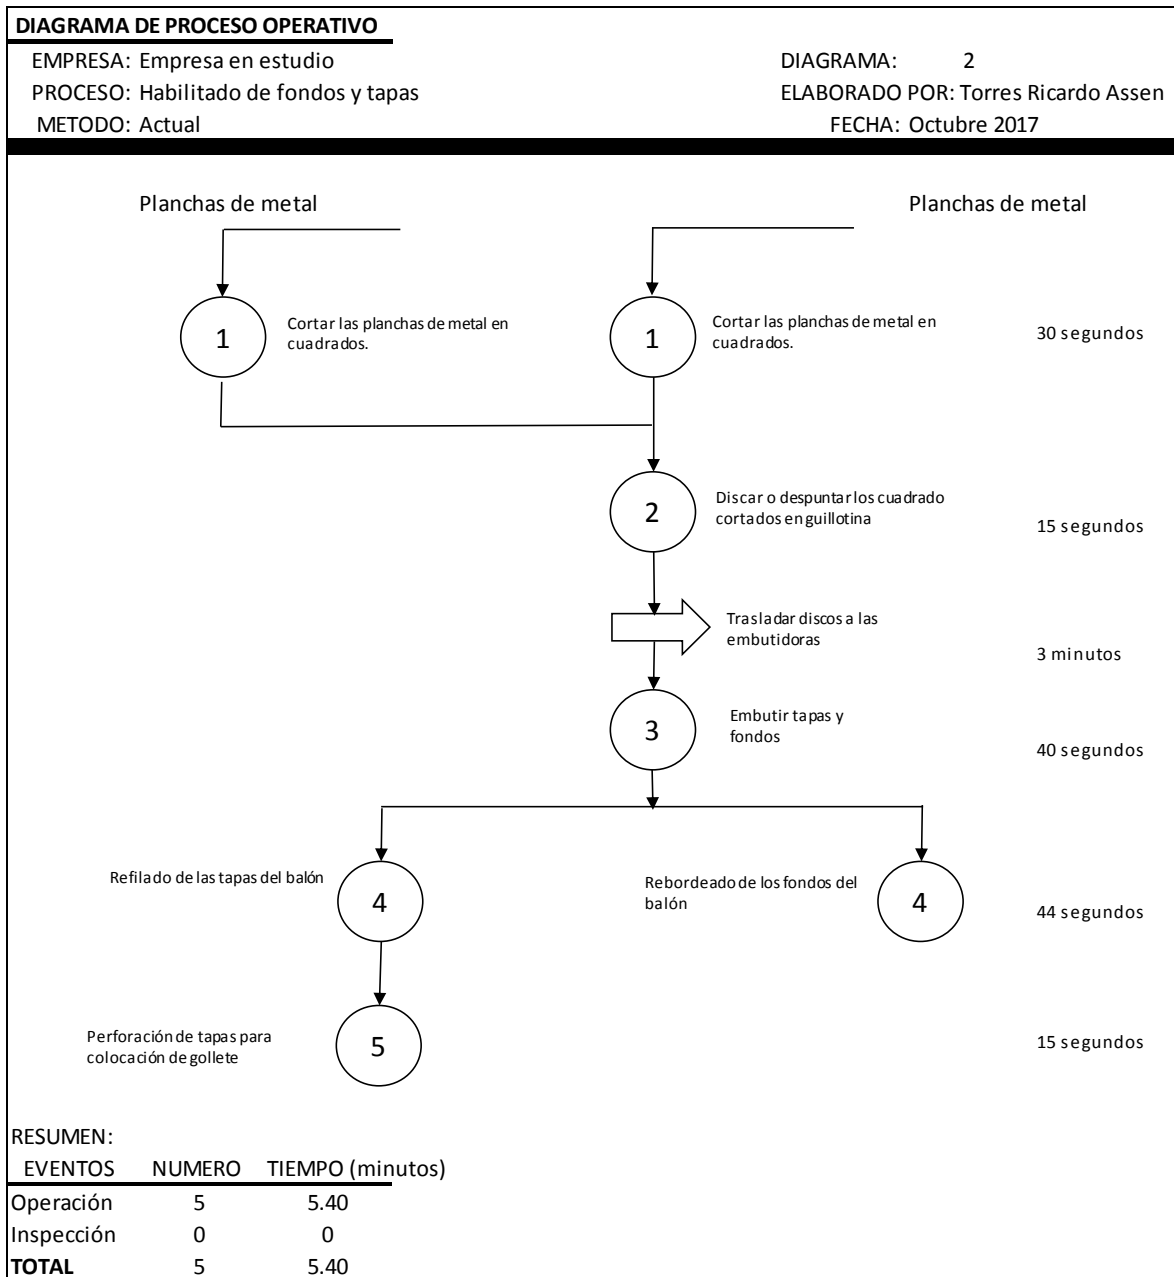 DIAGRAMA DE PROCESO OPERATIVO
EMPRESA: Empresa en estudio
DIAGRAMA: 2
PROCESO: Habilitado de fondos y tapas
ELABORADO POR: Torres Ricardo Assen
METODO: Actual
FECHA: Octubre 2017
Planchas de metal
Planchas de metal
1
Cortar las planchas de metal en
cuadrados.
1
Cortar las planchas de metal en
cuadrados.
30 segundos
2
Discar o despuntar los cuadrado
cortados en guillotina
15 segundos
Trasladar discos a las
embutidoras
3 minutos
3
Embutir tapas y
fondos
40 segundos
Refilado de las tapas del balón
4
Rebordeado de los fondos del
balón
4
44 segundos
Perforación de tapas para
colocación de gollete
5
15 segundos
RESUMEN:
EVENTOS NUMERO TIEMPO (minutos)
Operación 5 5.40
Inspección 0 0
TOTAL 5 5.40